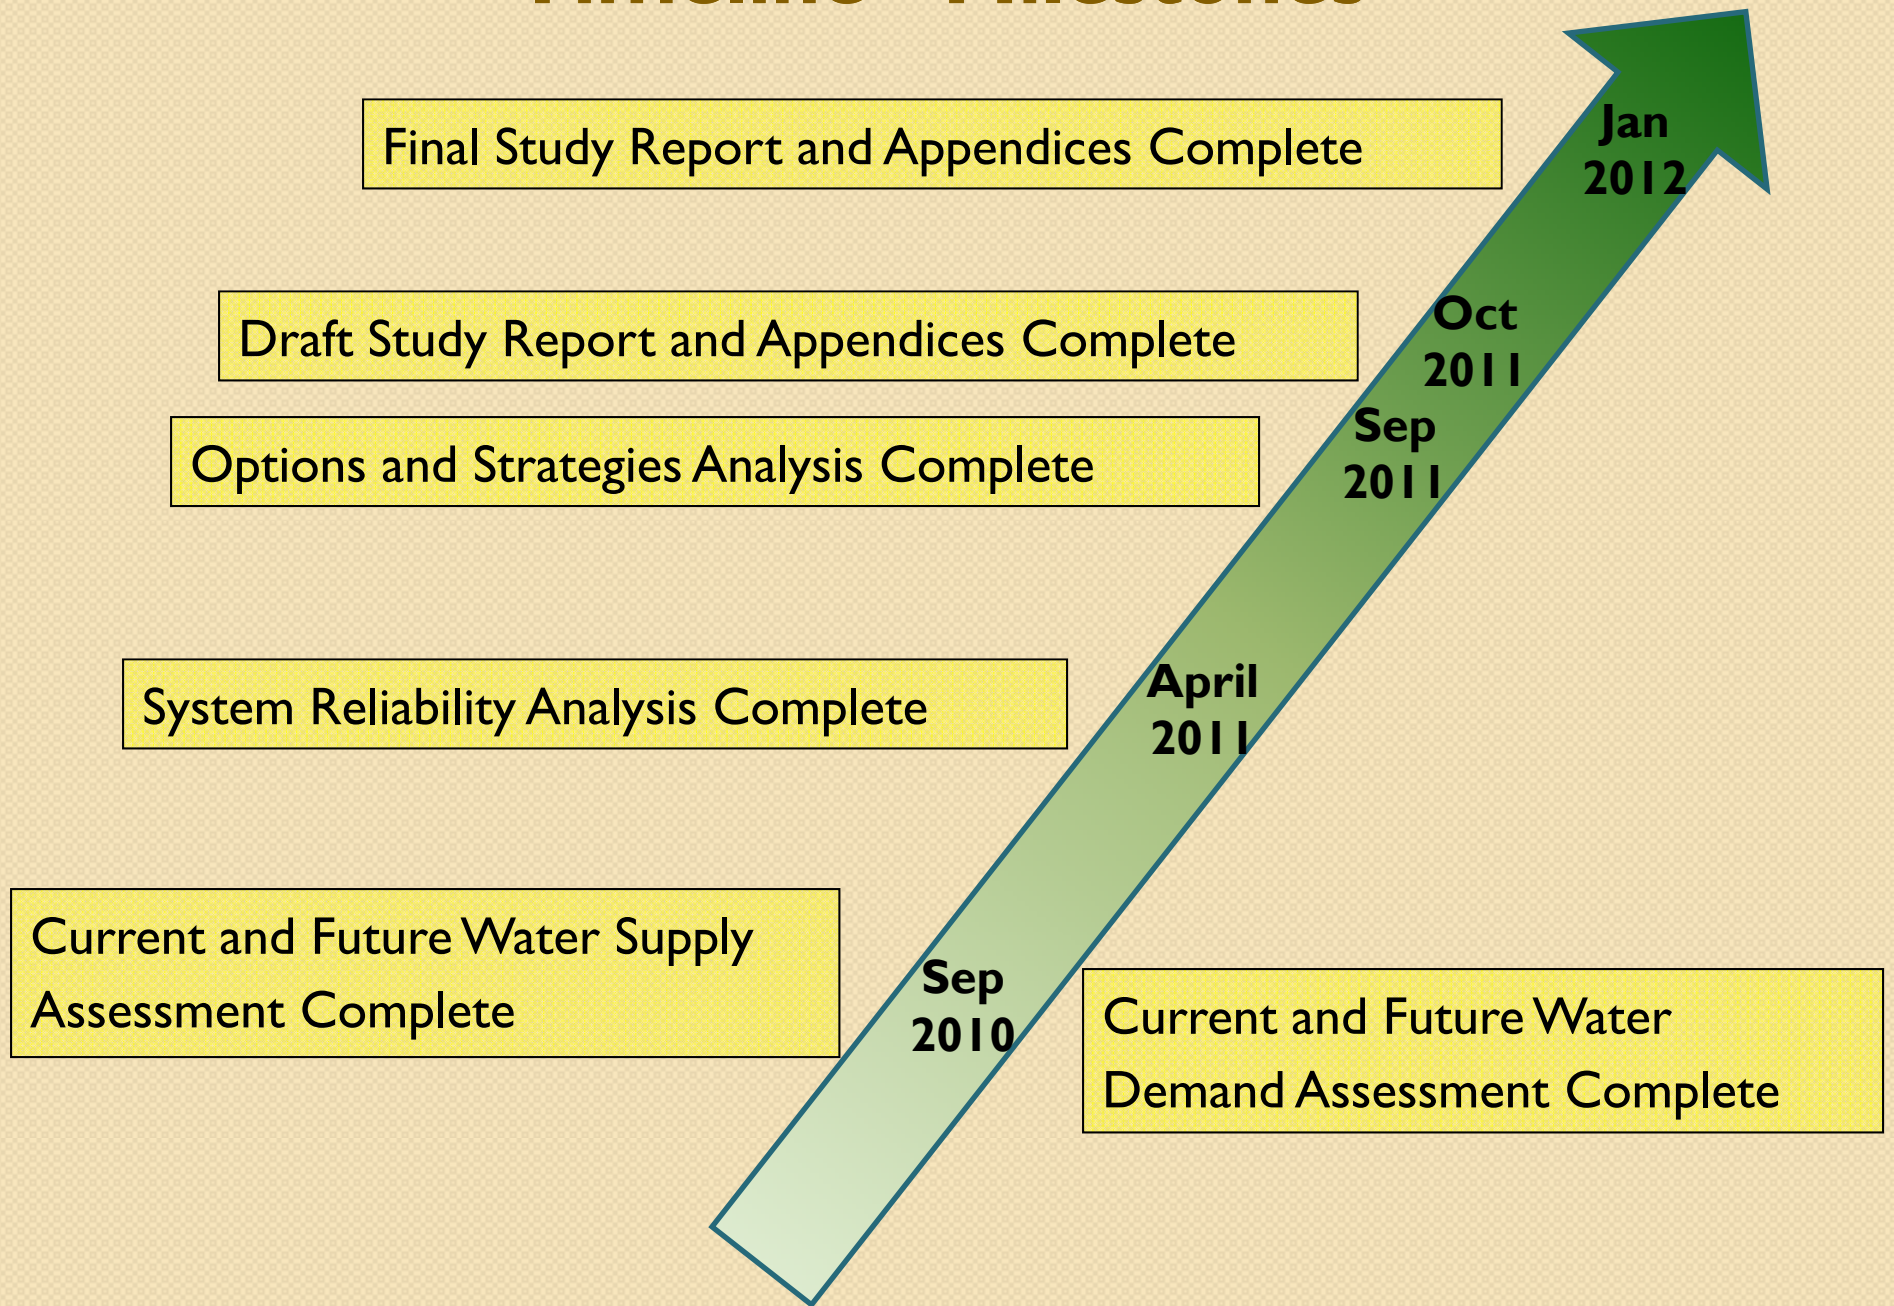 Timeline Milestones
Final Study Report and Appendices Complete
Jan
2012
Draft Study Report and Appendices Complete
Oct
2011
Options and Strategies Analysis Complete
Sep
2011
System Reliability Analysis Complete
April
2011
Current and Future Water Supply
Assessment Complete
Sep
2010
Current and Future Water
Demand Assessment Complete